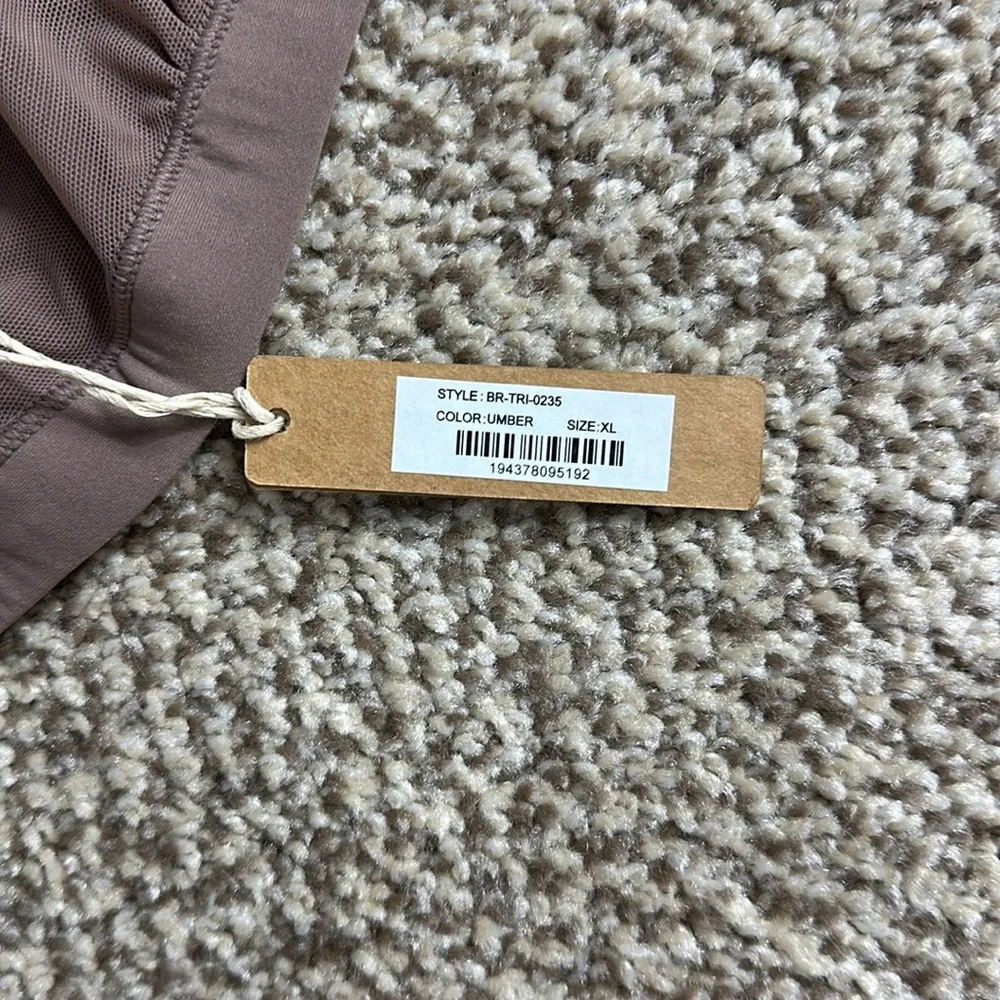 STYLE: BR-TRI-0235
COLOR:UMBER SIZE:XL
194378095192